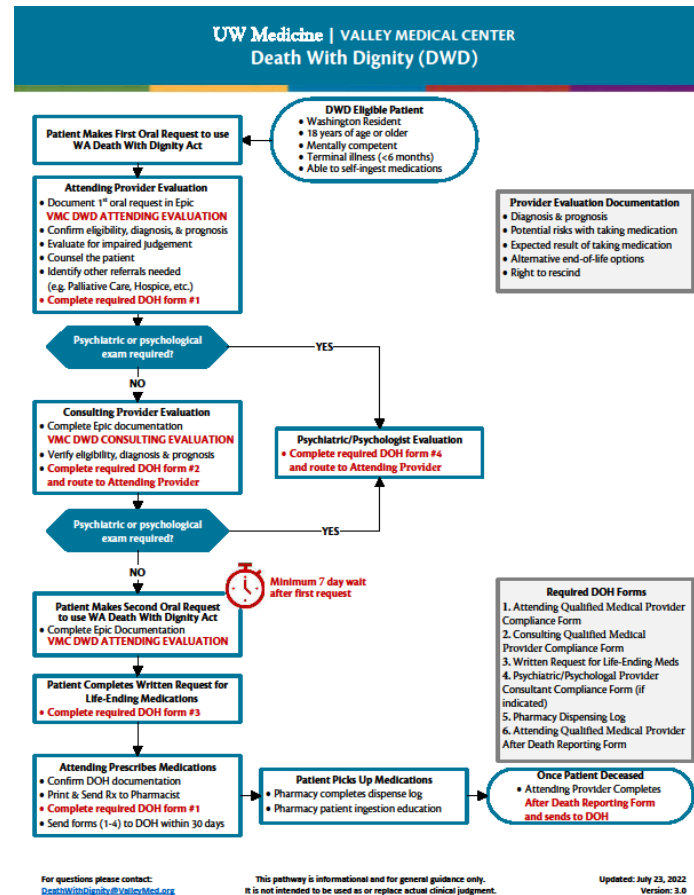 UW Medicine | VALLEY MEDICAL CENTER
Death With Dignity (DWD)
DWD Eligible Patient
• Washington Resident
• 18 years of age or older
• Mentally competent
• Terminal illness (<6 months)
• Able to self-ingest medications
Patient Makes First Oral Request to use
WA Death With Dignity Act
Attending Provider Evaluation
• Document 1st oral request in Epic
VMC DWD ATTENDING EVALUATION
• Confirm eligibility, diagnosis, & prognosis
• Evaluate for impaired judgement
• Counsel the patient
• Identify other referrals needed
(e.g. Palliative Care, Hospice, etc.)
• Complete required DOH form #1
Provider Evaluation Documentation
• Diagnosis & prognosis
• Potential risks with taking medication
• Expected result of taking medication
• Alternative end-of-life options
• Right to rescind
Psychiatric or psychological
exam required?
YES
NO
Consulting Provider Evaluation
• Complete Epic documentation
VMC DWD CONSULTING EVALUATION
• Verify eligibility, diagnosis & prognosis
• Complete required DOH form #2
and route to Attending Provider
Psychiatric/Psychologist Evaluation
• Complete required DOH form #4
and route to Attending Provider
Psychiatric or psychological
exam required?
YES
NO
Minimum 7 day wait
after first request
Patient Makes Second Oral Request
to use WA Death With Dignity Act
• Complete Epic Documentation
VMC DWD ATTENDING EVALUATION
Required DOH Forms
1. Attending Qualified Medical Provider
Compliance Form
2. Consulting Qualified Medical
Provider Compliance Form
3. Written Request for Life-Ending Meds
4. Psychiatric/Psychologal Provider
Consultant Compliance Form (if
indicated)
5. Pharmacy Dispensing Log
6. Attending Qualified Medical Provider
After Death Reporting Form
Patient Completes Written Request for
Life-Ending Medications
• Complete required DOH form #3
Attending Prescribes Medications
• Confirm DOH documentation
• Print & Send Rx to Pharmacist
• Complete required DOH form #1
• Send forms (1-4) to DOH within 30 days
Patient Picks Up Medications
• Pharmacy completes dispense log
• Pharmacy patient ingestion education
Once Patient Deceased
• Attending Provider Completes
After Death Reporting Form
and sends to DOH
For questions please contact:
DeathWithDignity@ValleyMed.org
This pathway is informational and for general guidance only.
It is not intended to be used as or replace actual clinical judgment.
Updated: July 23, 2022
Version: 3.0